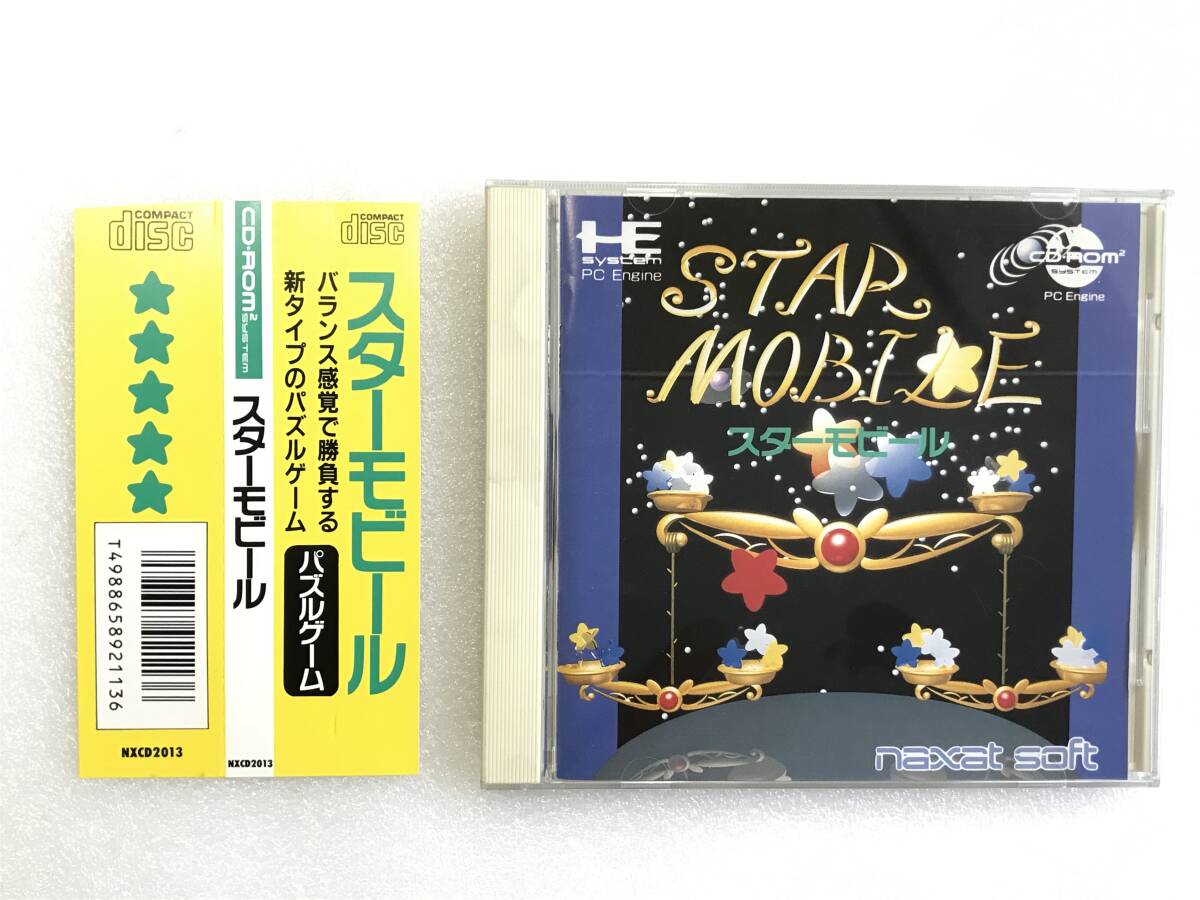 COMPACT
disc
T4988658921136
NXCD2013
CD・ROM² SYSTEM
スターモビール
NXCD2013
COMPACT
disc
スターモビール
バランス感覚で勝負する
新タイプのパズルゲーム
パズルゲーム
HE
system
PC Engine
STAR
MOBILE
スターモビール
CD・ROM²
SYSTEM
PC Engine
naxat soft